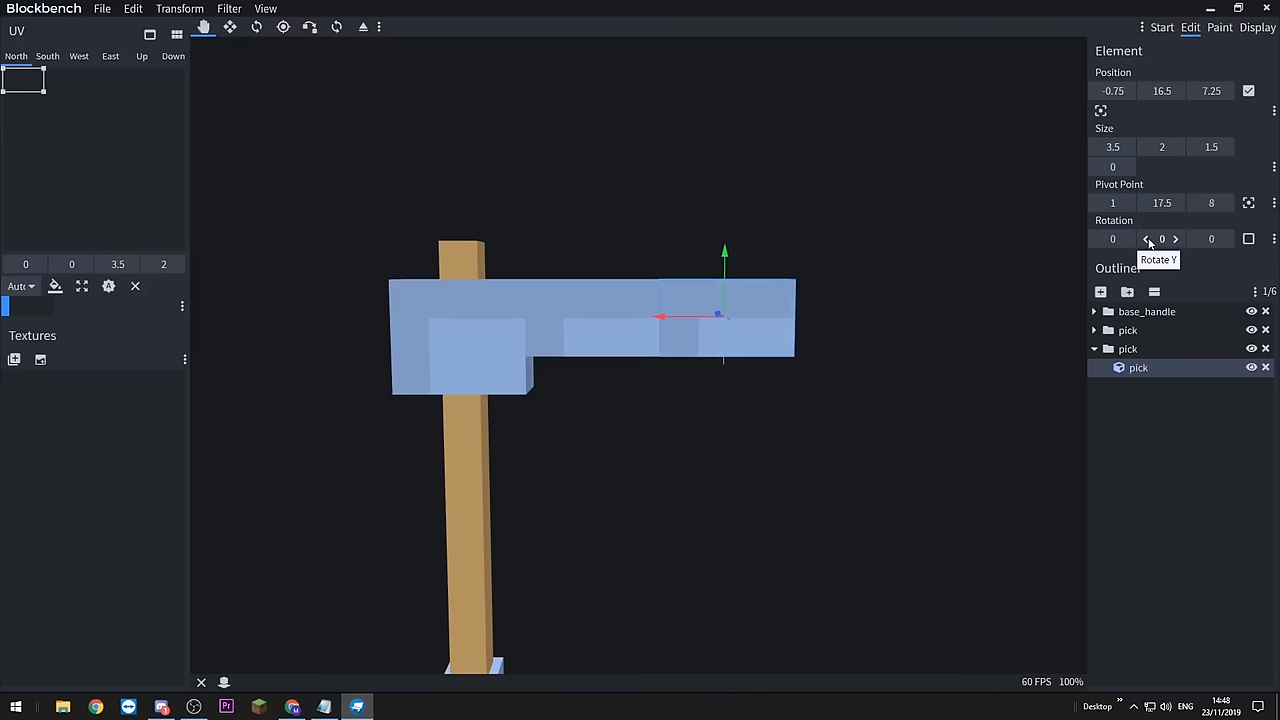 Blockbench File Edit Transform Filter View
UV
North South West East Up Down
0 0 3.5 2
Aut
Textures
Start Edit Paint Display
Element
Position
-0.75 16.5 7.25
Size
3.5 2 1.5
0
Pivot Point
1 17.5 8
Rotation
0 0 0
Rotate Y
Outliner
1/6
base_handle
pick
pick
pick
60 FPS 100%
Desktop ENG 14:48
23/11/2019